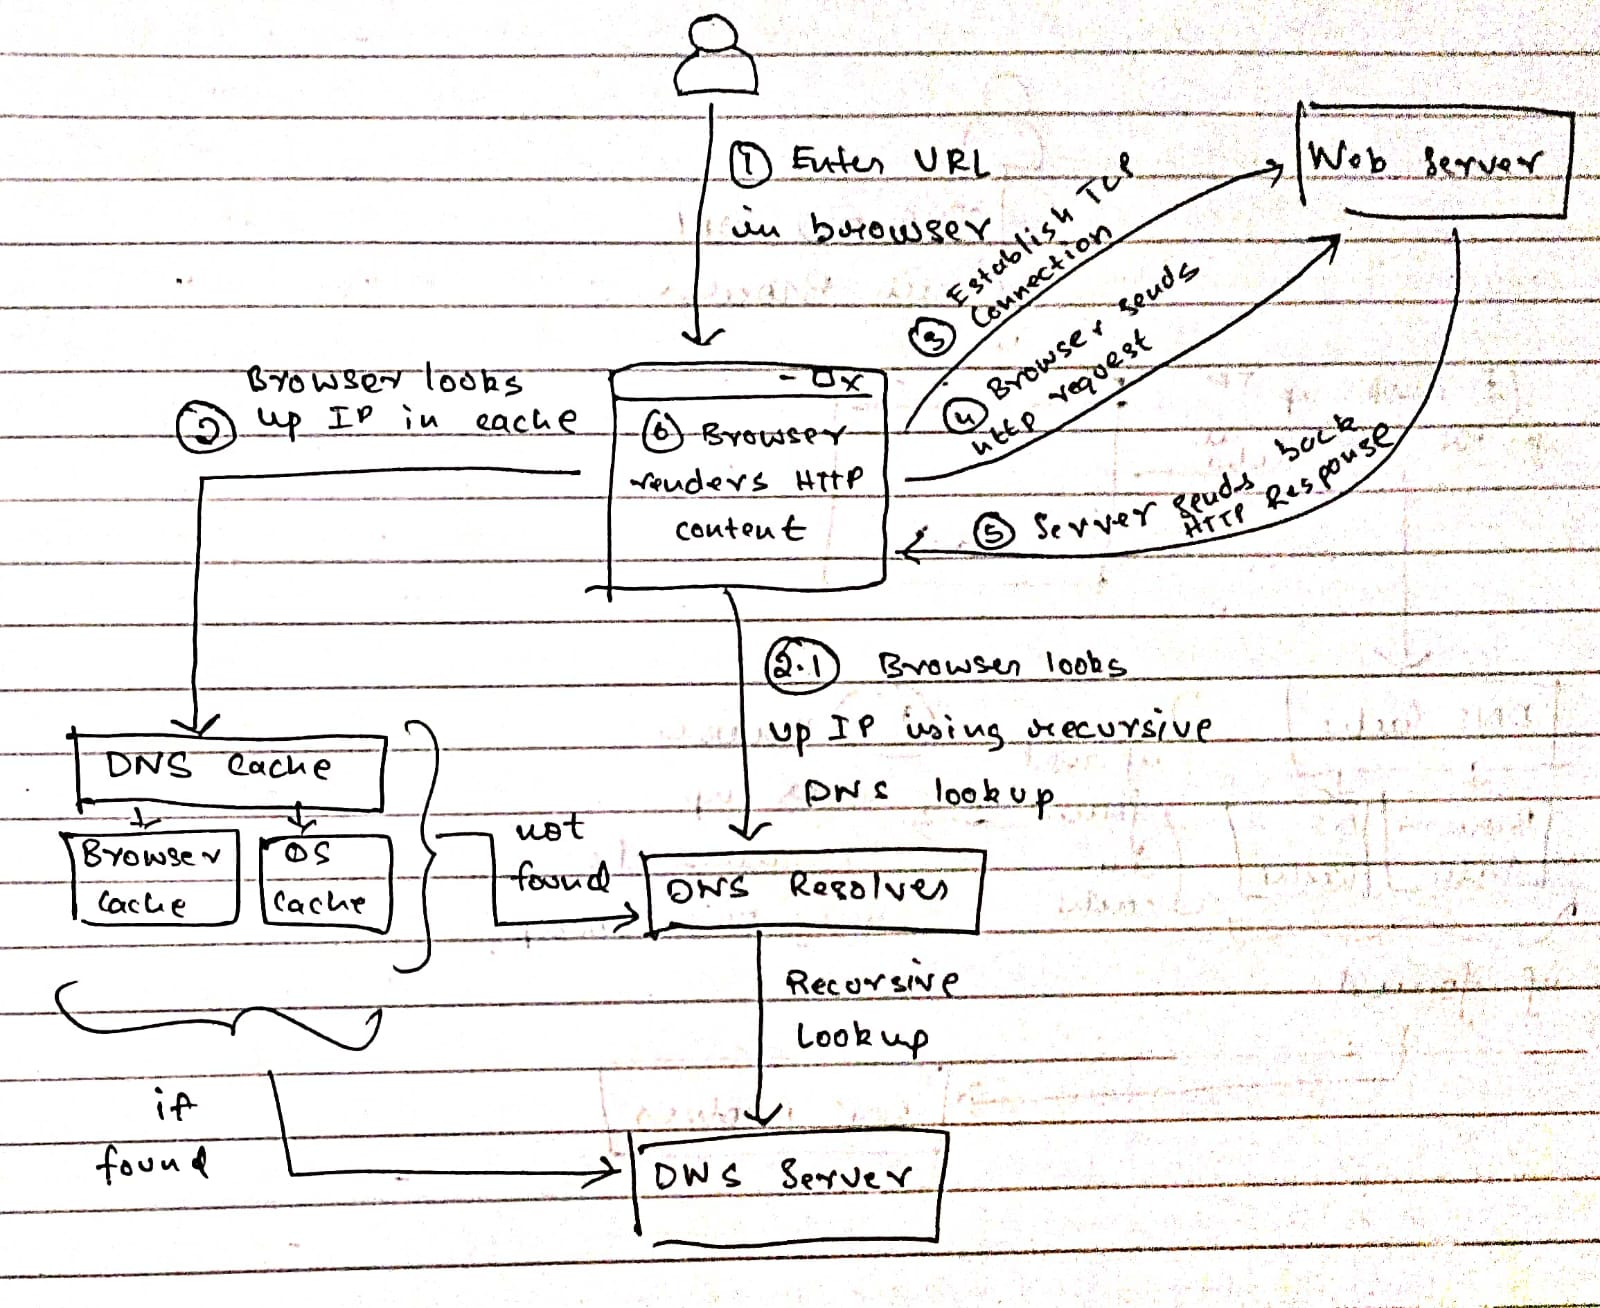 ① Enter URL
in browser
Web Server
③ Establish TCP
Connection
④ Browser sends
HTTP request
⑤ Server sends back
HTTP Response
Browser looks
② up IP in cache
- □ x
⑥ Browser
renders HTTP
content
2.1 Browser looks
up IP using recursive
DNS lookup
DNS Cache
Browser
Cache
OS
Cache
not
found
DNS Resolves
Recursive
Lookup
if
found
DNS Server